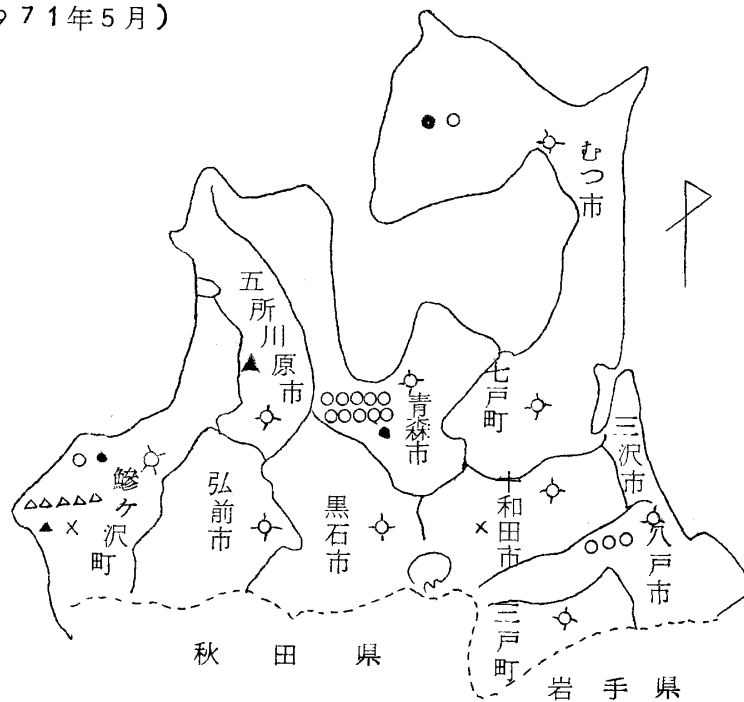 971年5月)
むつ市
五所川原市
七戸町
青森市
三沢市
鰺ケ沢町
弘前市
黒石市
十和田市
八戸市
三戸町
秋田県
岩手県